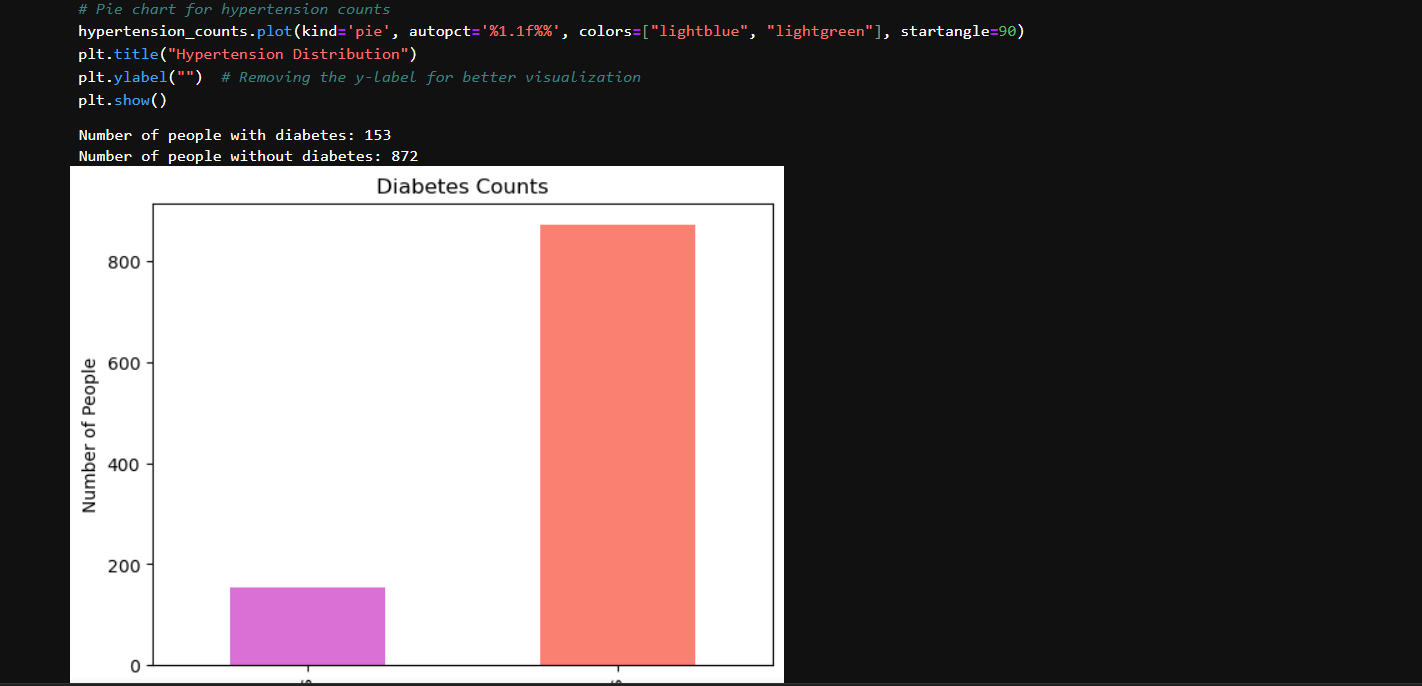 # Pie chart for hypertension counts
hypertension_counts.plot(kind='pie', autopct='%1.1f%%', colors=["lightblue", "lightgreen"], startangle=90)
plt.title("Hypertension Distribution")
plt.ylabel("")  # Removing the y-label for better visualization
plt.show()
Number of people with diabetes: 153
Number of people without diabetes: 872
Diabetes Counts
Number of People
800
600
400
200
0